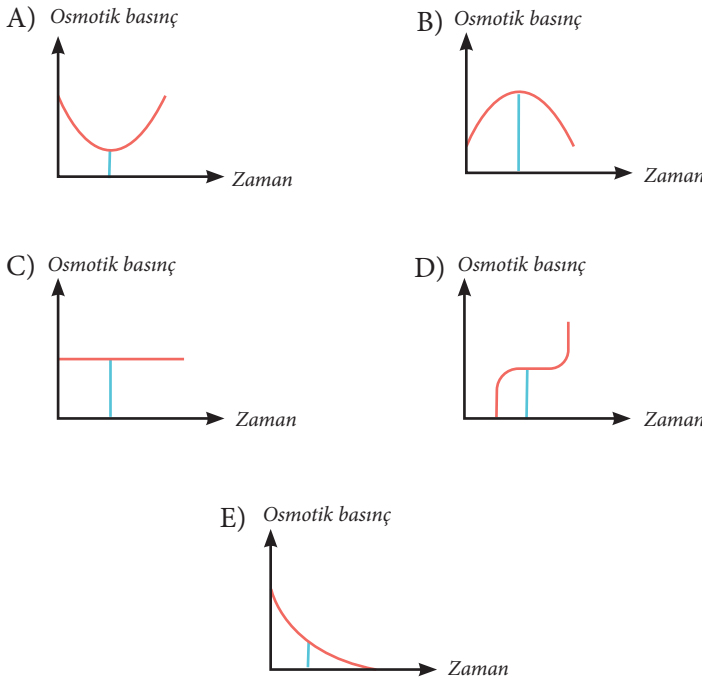 A) Osmotik basınç
Zaman
B) Osmotik basınç
Zaman
C) Osmotik basınç
Zaman
D) Osmotik basınç
Zaman
E) Osmotik basınç
Zaman